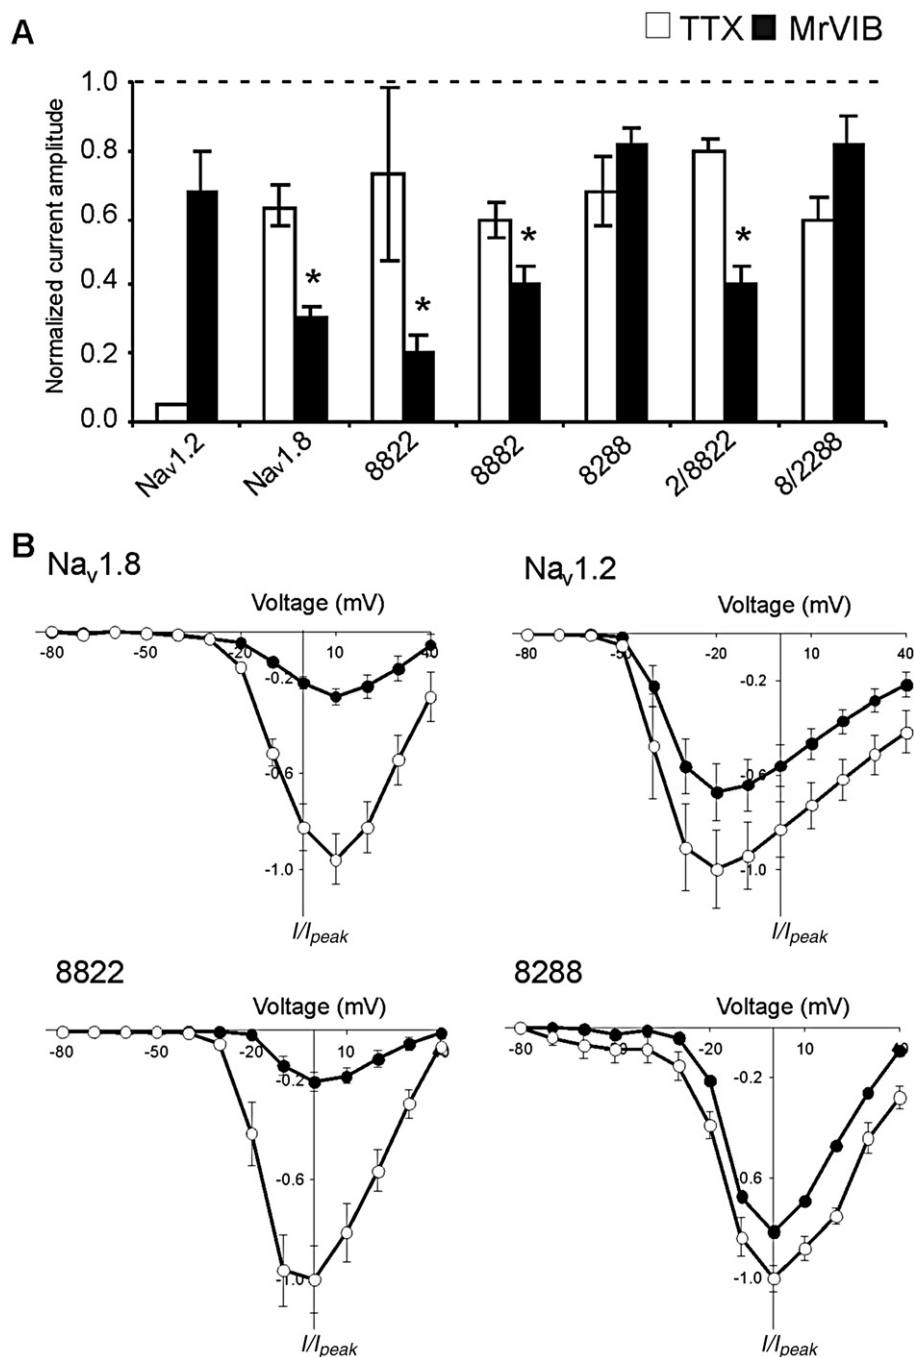 A
TTX MrVIB
Normalized current amplitude
1.0
0.8
0.6
0.4
0.2
0.0
* * * *
Nav1.2 Nav1.8 8822 8882 8288 2/8822 8/2288
B
Nav1.8
Voltage (mV)
-80 -50 -20 10 40
-0.2
-0.6
-1.0
I/Ipeak
Nav1.2
Voltage (mV)
-80 -50 -20 10 40
-0.2
-0.6
-1.0
I/Ipeak
8822
Voltage (mV)
-80 -50 -20 10 40
-0.2
-0.6
-1.0
I/Ipeak
8288
Voltage (mV)
-80 -20 10 40
-0.2
-0.6
-1.0
I/Ipeak